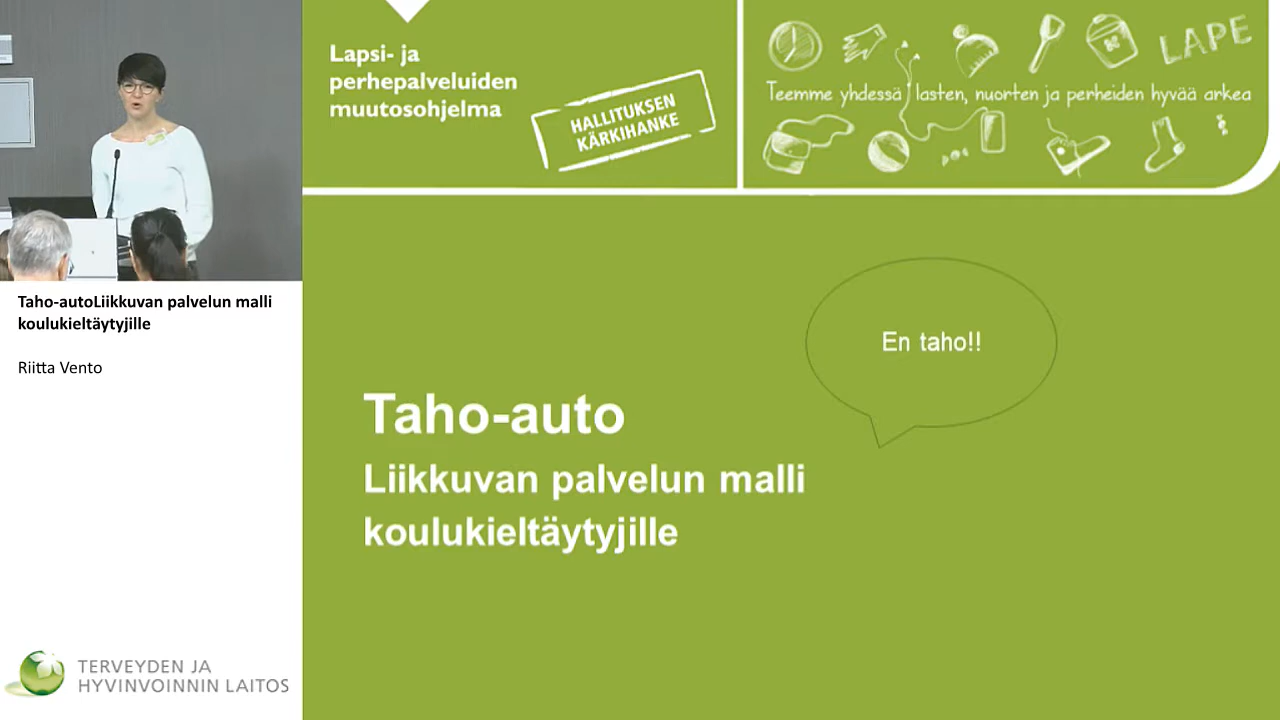 Lapsi- ja
perhepalveluiden
muutosohjelma
HALLITUKSEN
KÄRKIHANKE
LAPE
Teemme yhdessä lasten, nuorten ja perheiden hyvää arkea
Taho-autoLiikkuvan palvelun malli
koulukieltäytyjille
Riitta Vento
En taho!!
Taho-auto
Liikkuvan palvelun malli
koulukieltäytyjille
TERVEYDEN JA
HYVINVOINNIN LAITOS